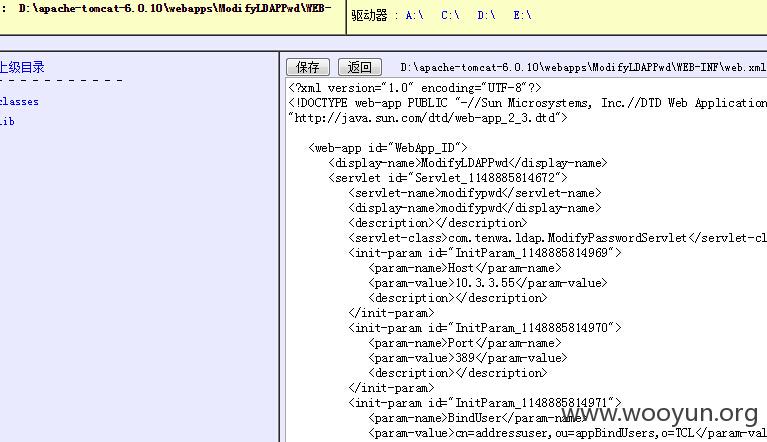 : D:\apache-tomcat-6.0.10\webapps\ModifyLDAPPwd\WEB-
驱动器 : A:\ C:\ D:\ E:\
上级目录
- - - - - - - - - - - -
classes
lib
保存 返回 D:\apache-tomcat-6.0.10\webapps\ModifyLDAPPwd\WEB-INF\web.xml
<?xml version="1.0" encoding="UTF-8"?>
<!DOCTYPE web-app PUBLIC "-//Sun Microsystems, Inc.//DTD Web Application
"http://java.sun.com/dtd/web-app_2_3.dtd">
<web-app id="WebApp_ID">
<display-name>ModifyLDAPPwd</display-name>
<servlet id="Servlet_1148885814672">
<servlet-name>modifypwd</servlet-name>
<display-name>modifypwd</display-name>
<description></description>
<servlet-class>com.tenwa.ldap.ModifyPasswordServlet</servlet-cl
<init-param id="InitParam_1148885814969">
<param-name>Host</param-name>
<param-value>10.3.3.55</param-value>
<description></description>
</init-param>
<init-param id="InitParam_1148885814970">
<param-name>Port</param-name>
<param-value>389</param-value>
<description></description>
</init-param>
<init-param id="InitParam_1148885814971">
<param-name>BindUser</param-name>
<param-value>cn=addressuser,ou=appBindUsers,o=TCL</param-val
www.wooyun.org